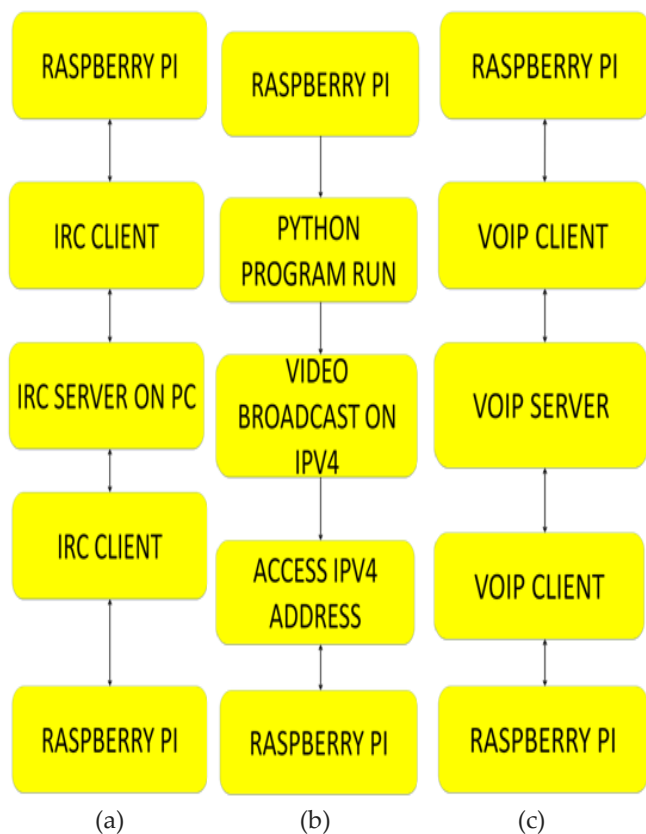 RASPBERRY PI
IRC CLIENT
IRC SERVER ON PC
IRC CLIENT
RASPBERRY PI
(a)
RASPBERRY PI
PYTHON
PROGRAM RUN
VIDEO
BROADCAST ON
IPV4
ACCESS IPV4
ADDRESS
RASPBERRY PI
(b)
RASPBERRY PI
VOIP CLIENT
VOIP SERVER
VOIP CLIENT
RASPBERRY PI
(c)